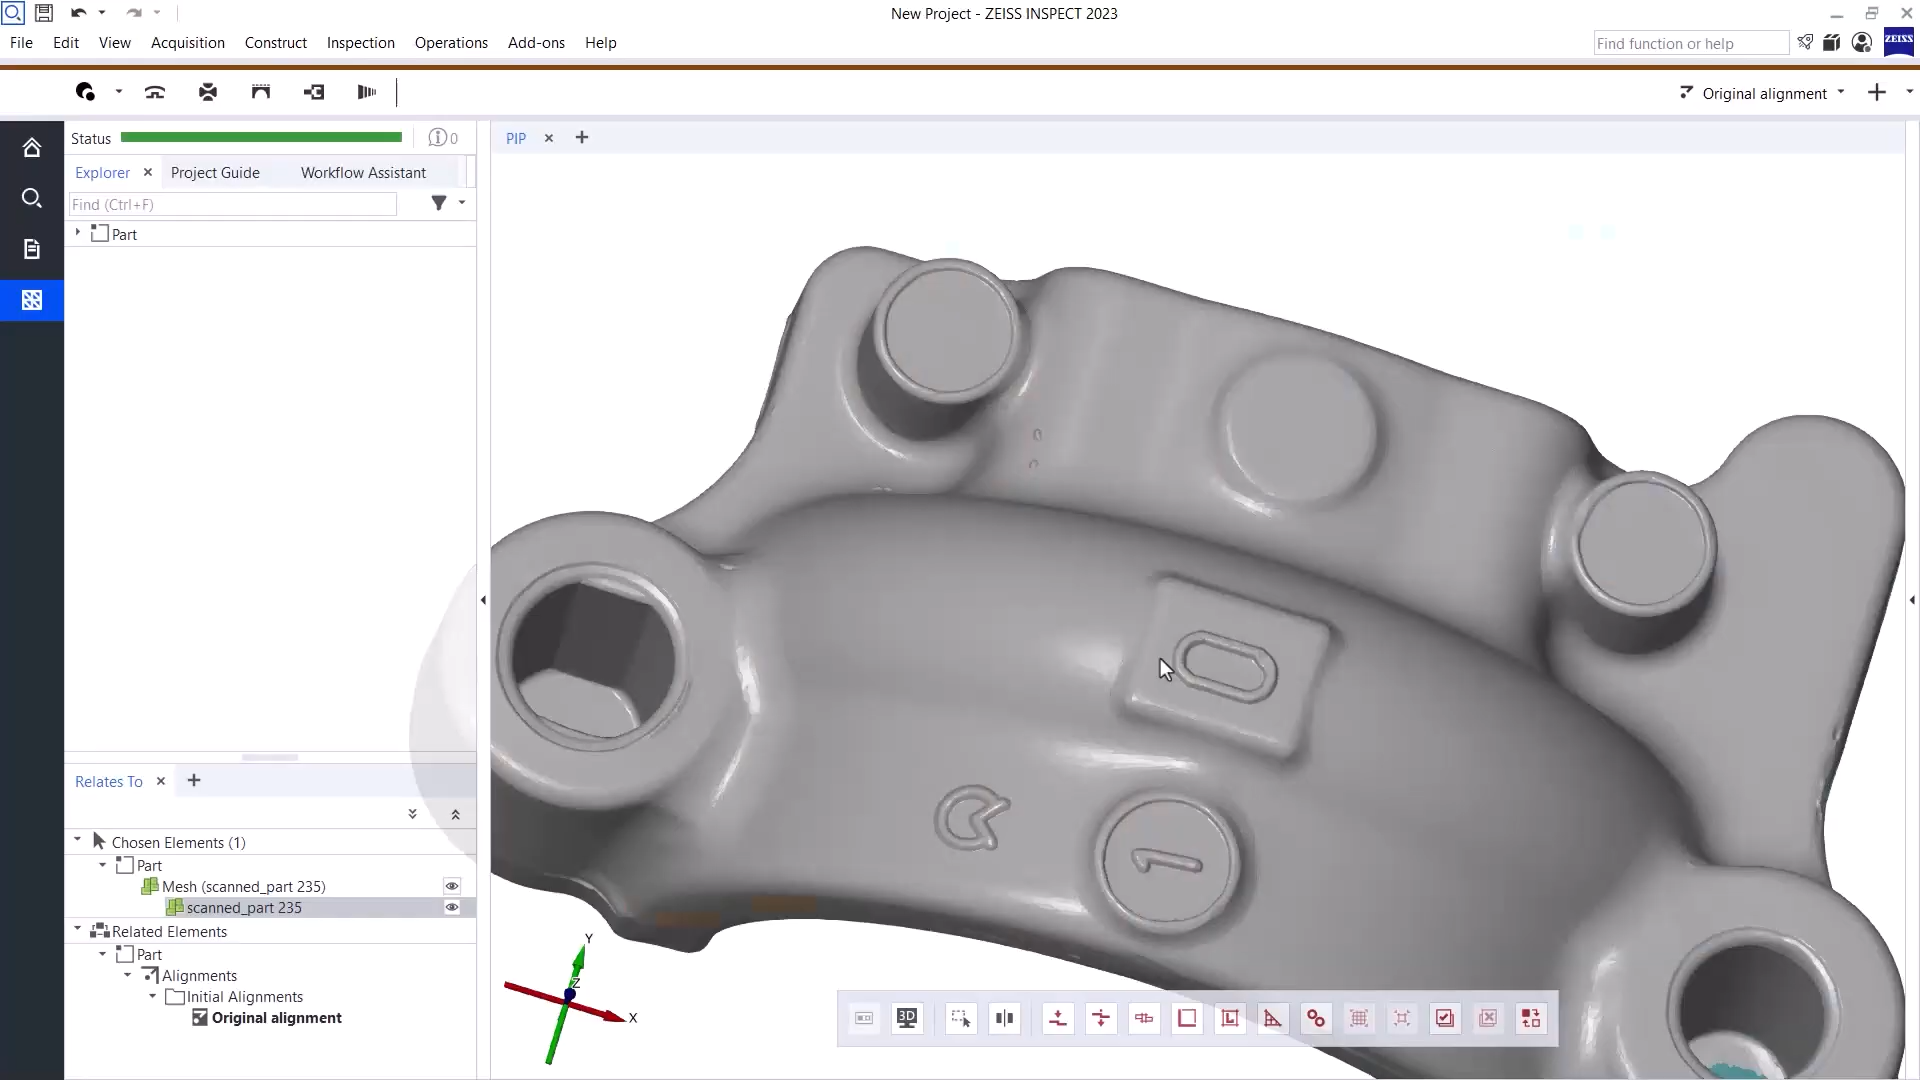 New Project - ZEISS INSPECT 2023
File Edit View Acquisition Construct Inspection Operations Add-ons Help
Find function or help
ZEISS
Original alignment
Status
0
PIP
Explorer
Project Guide
Workflow Assistant
Find (Ctrl+F)
Part
0
1
Relates To
Chosen Elements (1)
Part
Mesh (scanned_part 235)
scanned_part 235
Related Elements
Part
Alignments
Initial Alignments
Original alignment
Y
Z
X
3D